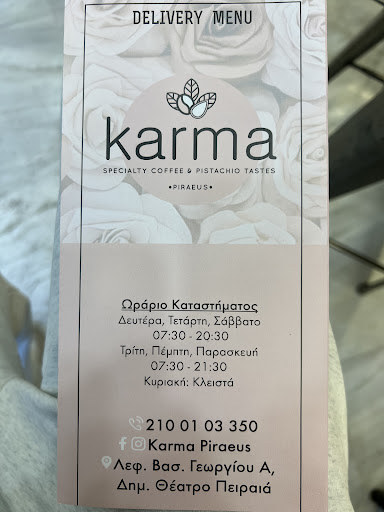 DELIVERY MENU
karma
SPECIALTY COFFEE & PISTACHIO TASTES
•PIRAEUS•
Ωράριο Καταστήματος
Δευτέρα, Τετάρτη, Σάββατο
07:30 - 20:30
Τρίτη, Πέμπτη, Παρασκευή
07:30 - 21:30
Κυριακή: Κλειστά
210 01 03 350
Karma Piraeus
Λεφ. Βασ. Γεωργίου Α,
Δημ. Θέατρο Πειραιά